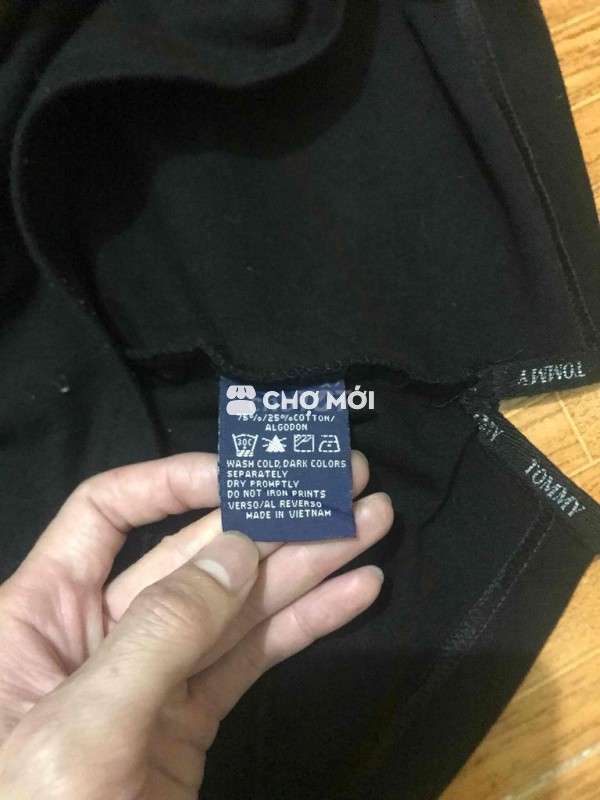 CHỢ MỚI
75%/25%COTTON/
ALGODON
30C
WASH COLD, DARK COLORS
SEPARATELY
DRY PROMPTLY
DO NOT IRON PRINTS
VERSO/AL REVERSO
MADE IN VIETNAM
TOMMY
TOMMY